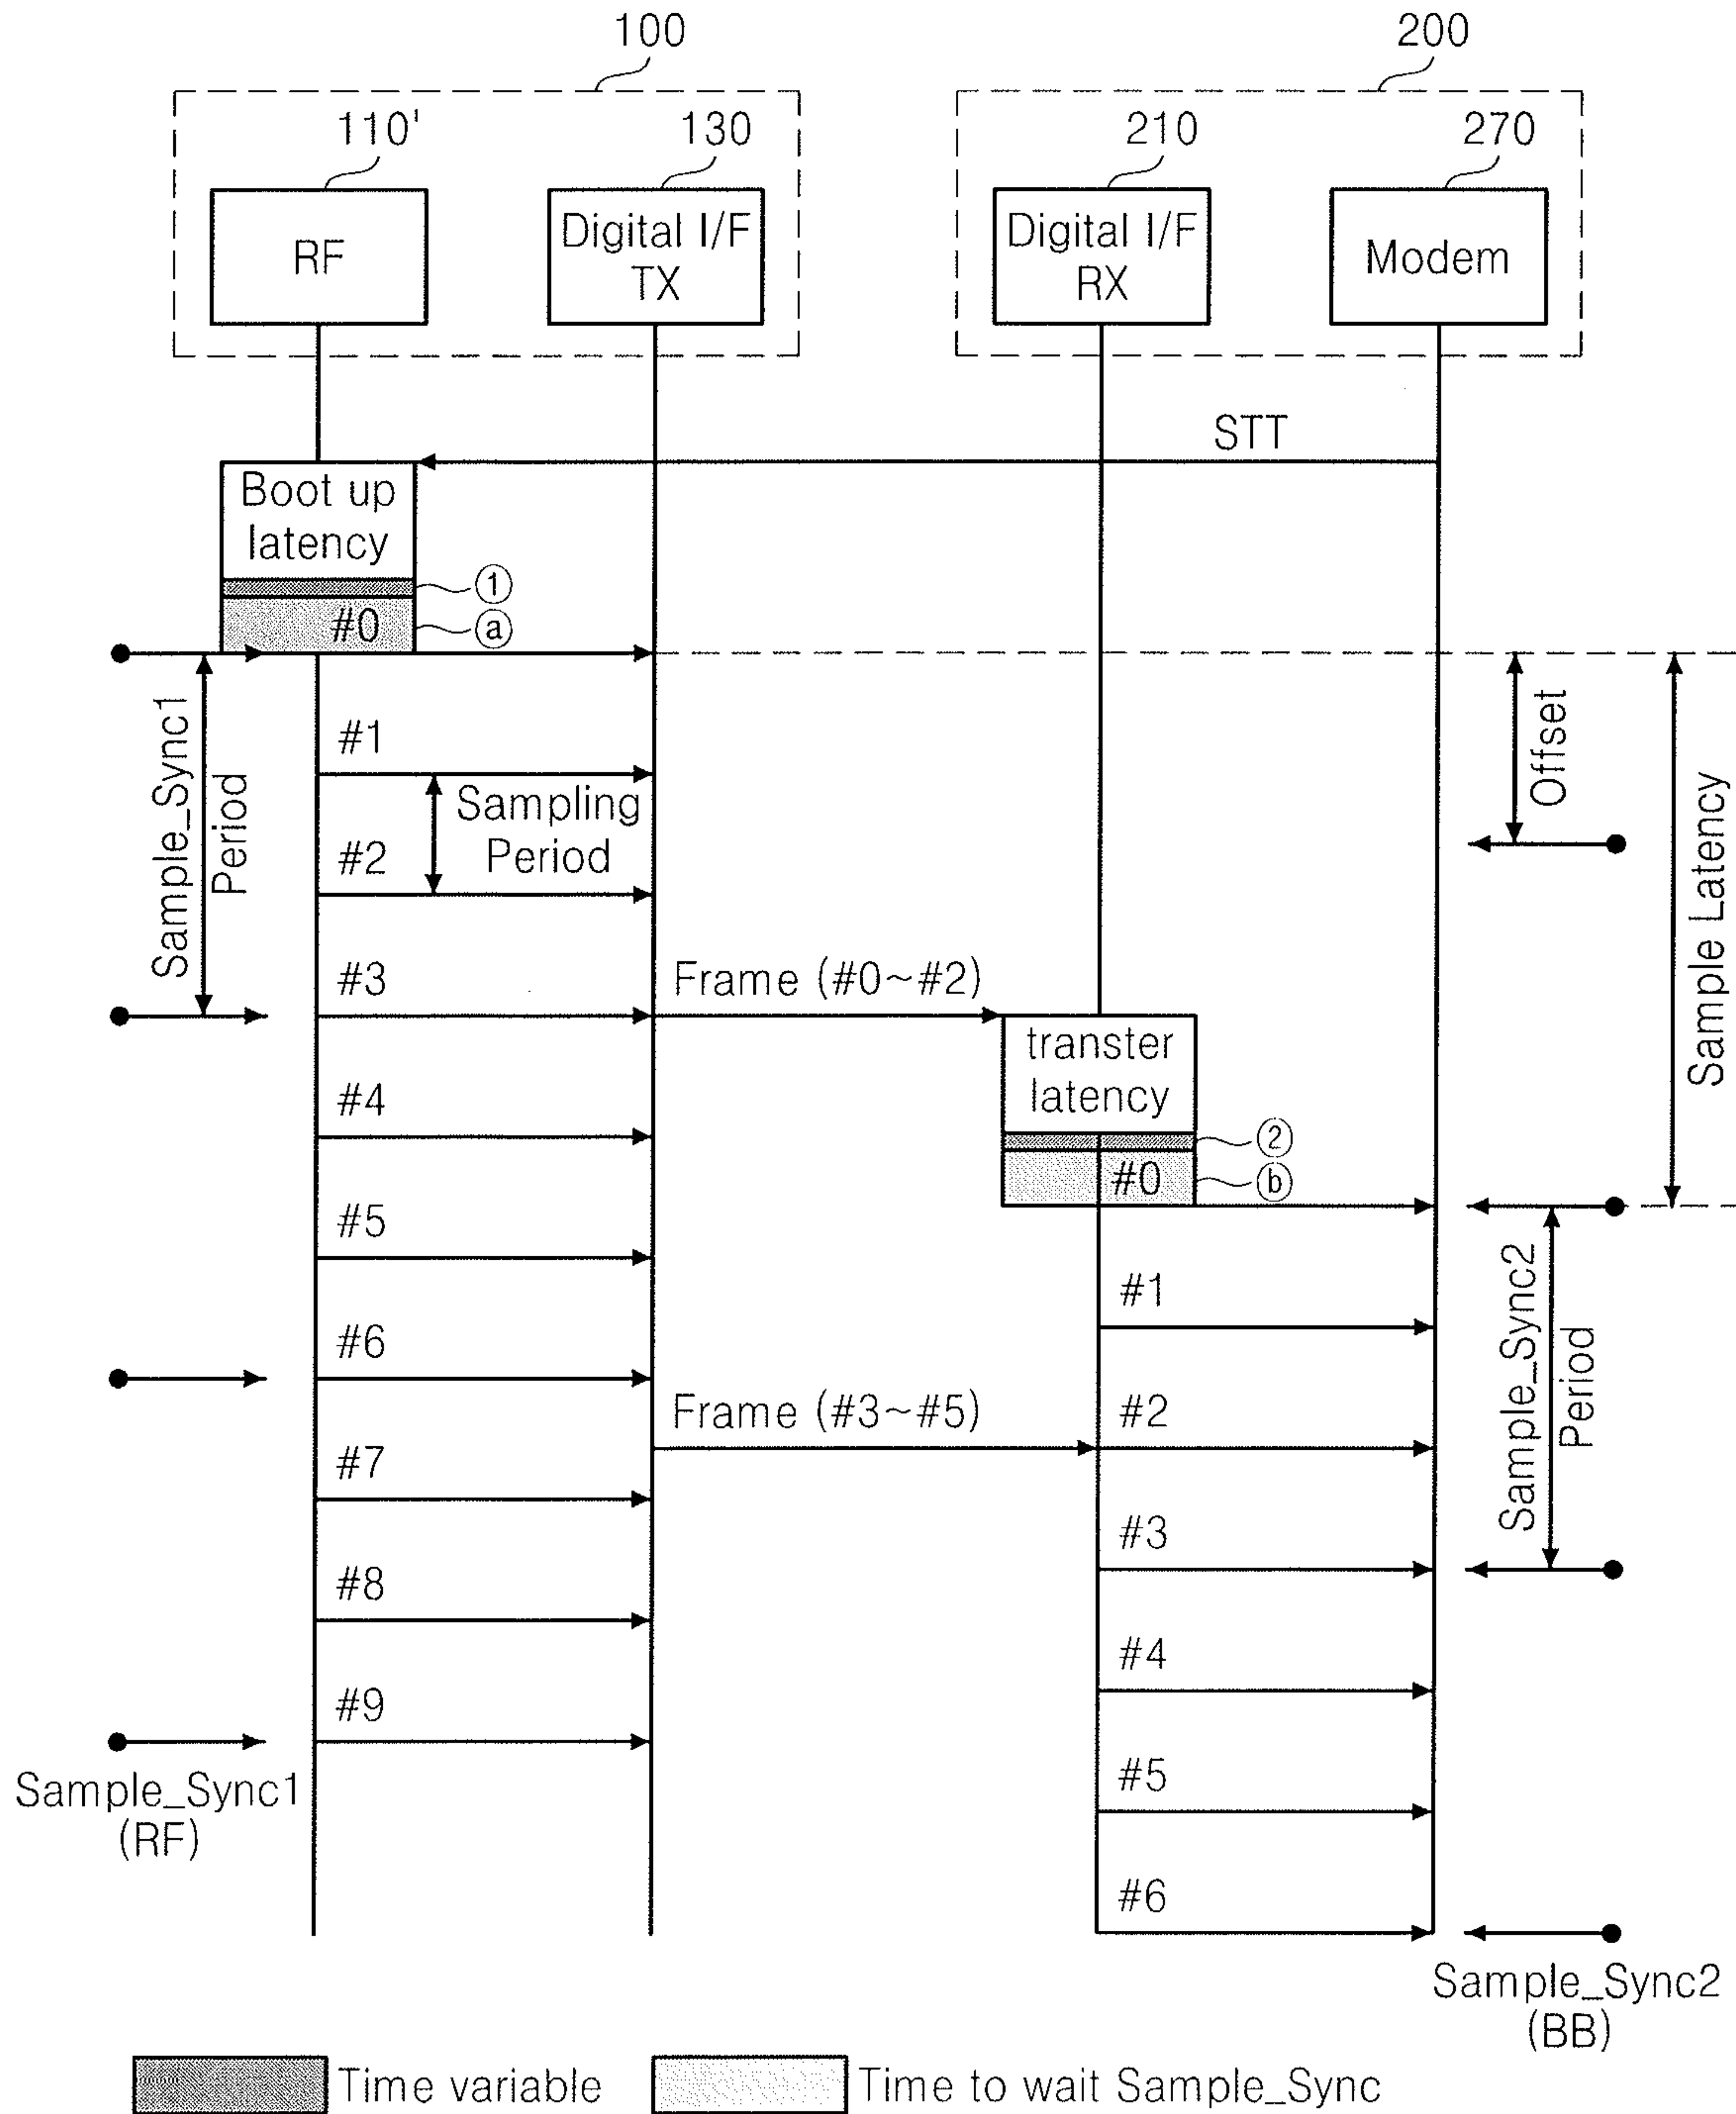 100
200
110'
130
210
270
RF
Digital I/F
TX
Digital I/F
RX
Modem
STT
Boot up
latency
①
#0
ⓐ
Sample_Sync1
Period
#1
Sampling
Period
#2
#3
Frame (#0~#2)
Offset
Sample Latency
transter
latency
②
#0
ⓑ
#4
#5
#6
#7
#8
#9
Frame (#3~#5)
#1
#2
#3
#4
#5
#6
Sample_Sync2
Period
Sample_Sync1
(RF)
Sample_Sync2
(BB)
Time variable
Time to wait Sample_Sync